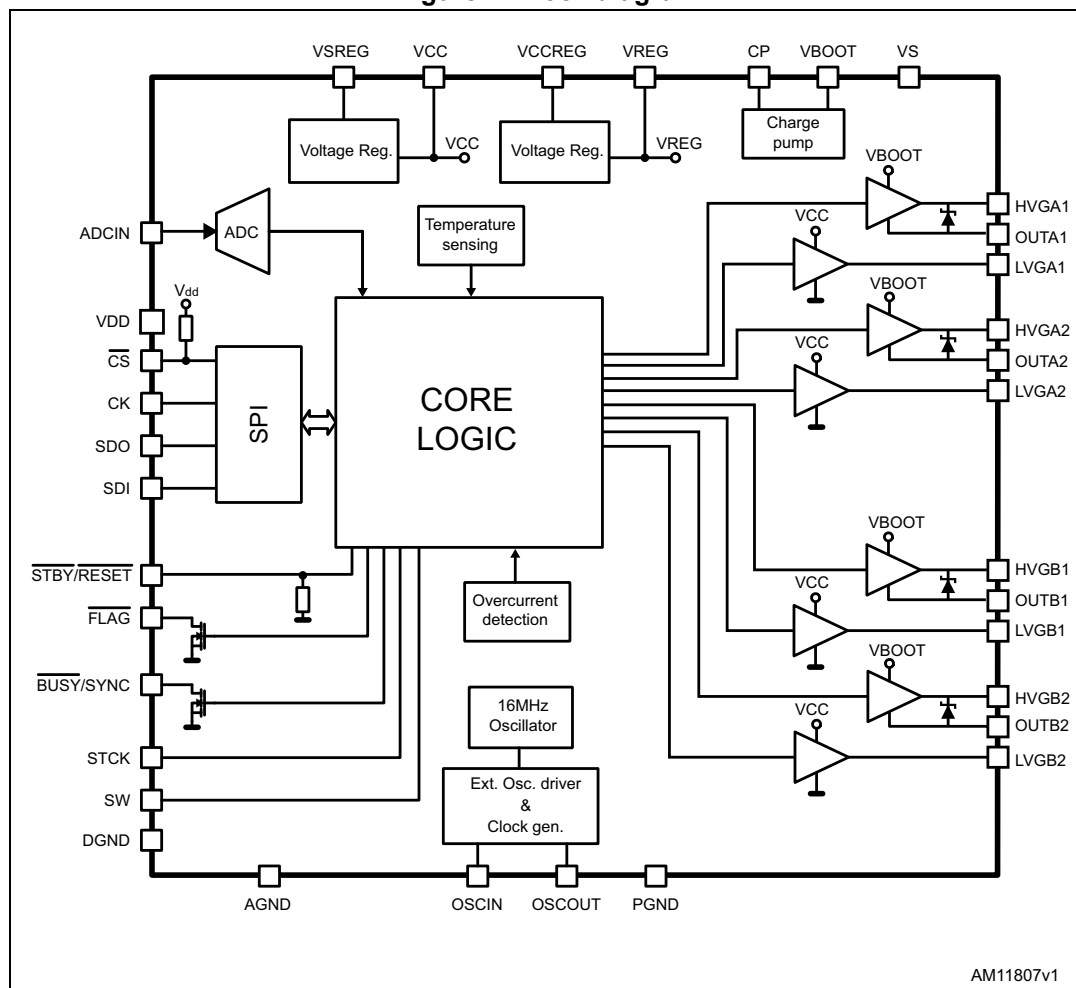 VSREG
VCC
VCCREG
VREG
CP
VBOOT
VS
Voltage Reg.
VCC
Voltage Reg.
VREG
Charge
pump
VBOOT
HVGA1
OUTA1
VCC
LVGA1
ADCIN
ADC
Temperature
sensing
VBOOT
HVGA2
OUTA2
VCC
LVGA2
Vdd
VDD
CS
CK
SDO
SDI
SPI
CORE
LOGIC
VBOOT
HVGB1
OUTB1
VCC
LVGB1
STBY/RESET
FLAG
BUSY/SYNC
STCK
SW
DGND
Overcurrent
detection
VBOOT
HVGB2
OUTB2
VCC
LVGB2
16MHz
Oscillator
Ext. Osc. driver
&
Clock gen.
AGND
OSCIN
OSCOUT
PGND
AM11807v1